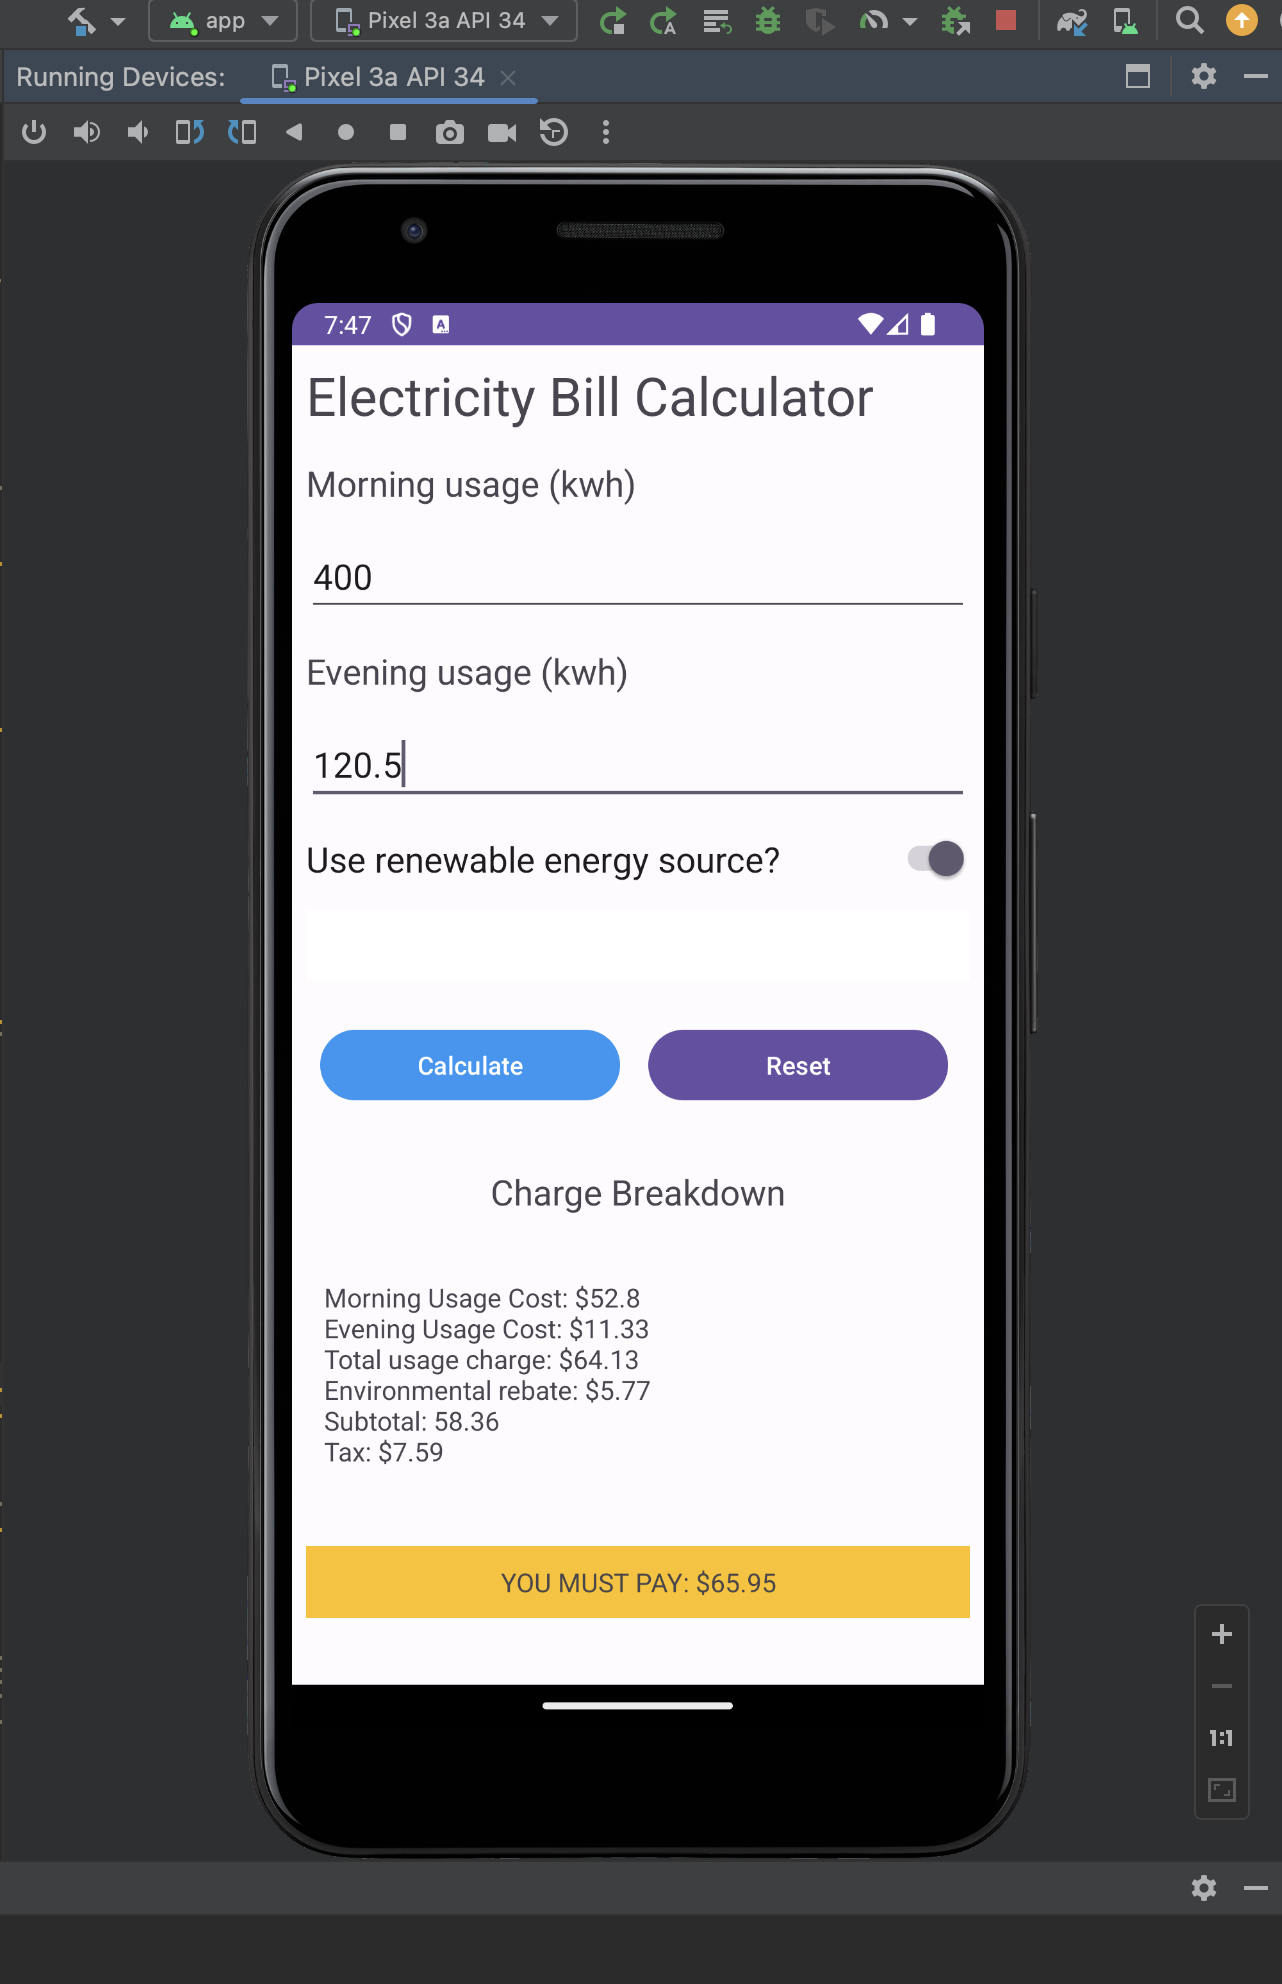 app
Pixel 3a API 34
Running Devices:
Pixel 3a API 34
7:47
A
Electricity Bill Calculator
Morning usage (kwh)
400
Evening usage (kwh)
120.5
Use renewable energy source?
Calculate
Reset
Charge Breakdown
Morning Usage Cost: $52.8
Evening Usage Cost: $11.33
Total usage charge: $64.13
Environmental rebate: $5.77
Subtotal: 58.36
Tax: $7.59
YOU MUST PAY: $65.95
1:1